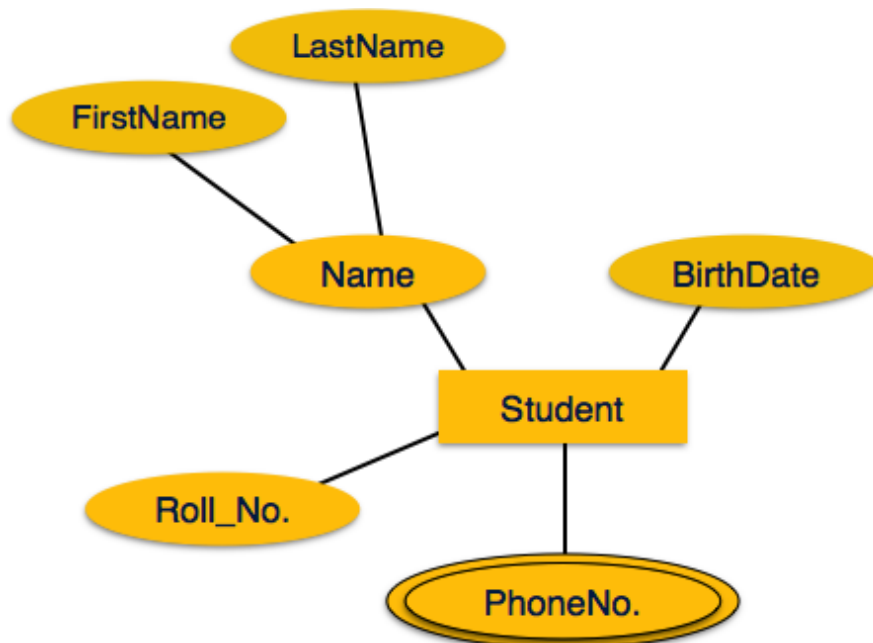 LastName
FirstName
Name
BirthDate
Student
Roll_No.
PhoneNo.